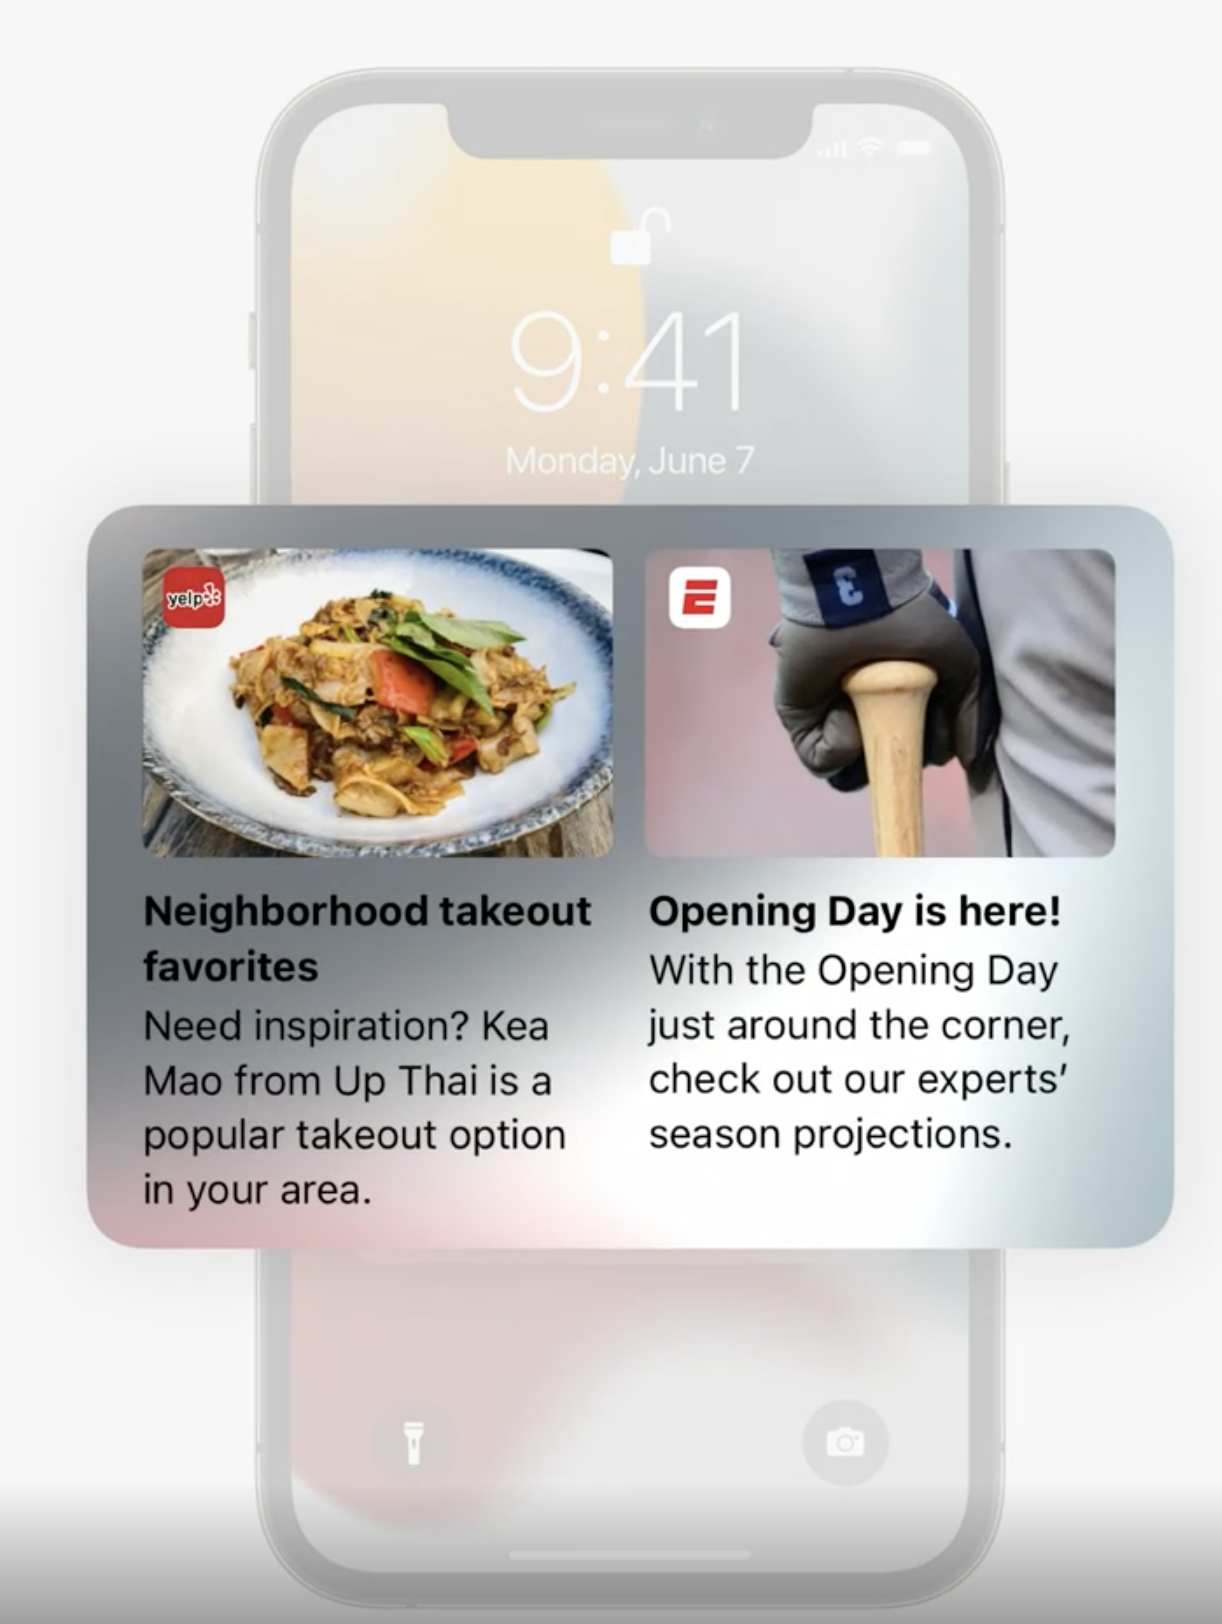 9:41
Monday, June 7
yelp
E
3
Neighborhood takeout
favorites
Need inspiration? Kea
Mao from Up Thai is a
popular takeout option
in your area.
Opening Day is here!
With the Opening Day
just around the corner,
check out our experts’
season projections.